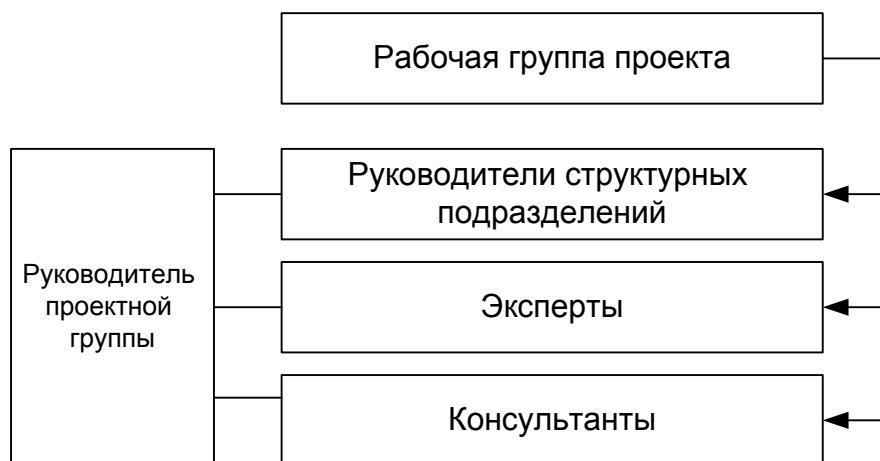 Рабочая группа проекта
Руководители структурных
подразделений
Руководитель
проектной
группы
Эксперты
Консультанты